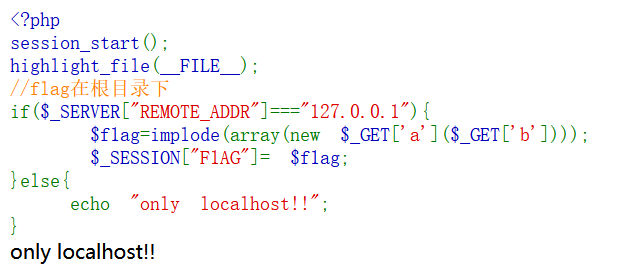 <?php
session_start();
highlight_file(__FILE__);
//flag在根目录下
if($_SERVER["REMOTE_ADDR"]==="127.0.0.1"){
$flag=implode(array(new $_GET['a']($_GET['b'])));
$_SESSION["F1AG"]= $flag;
}else{
echo "only localhost!!";
}
only localhost!!